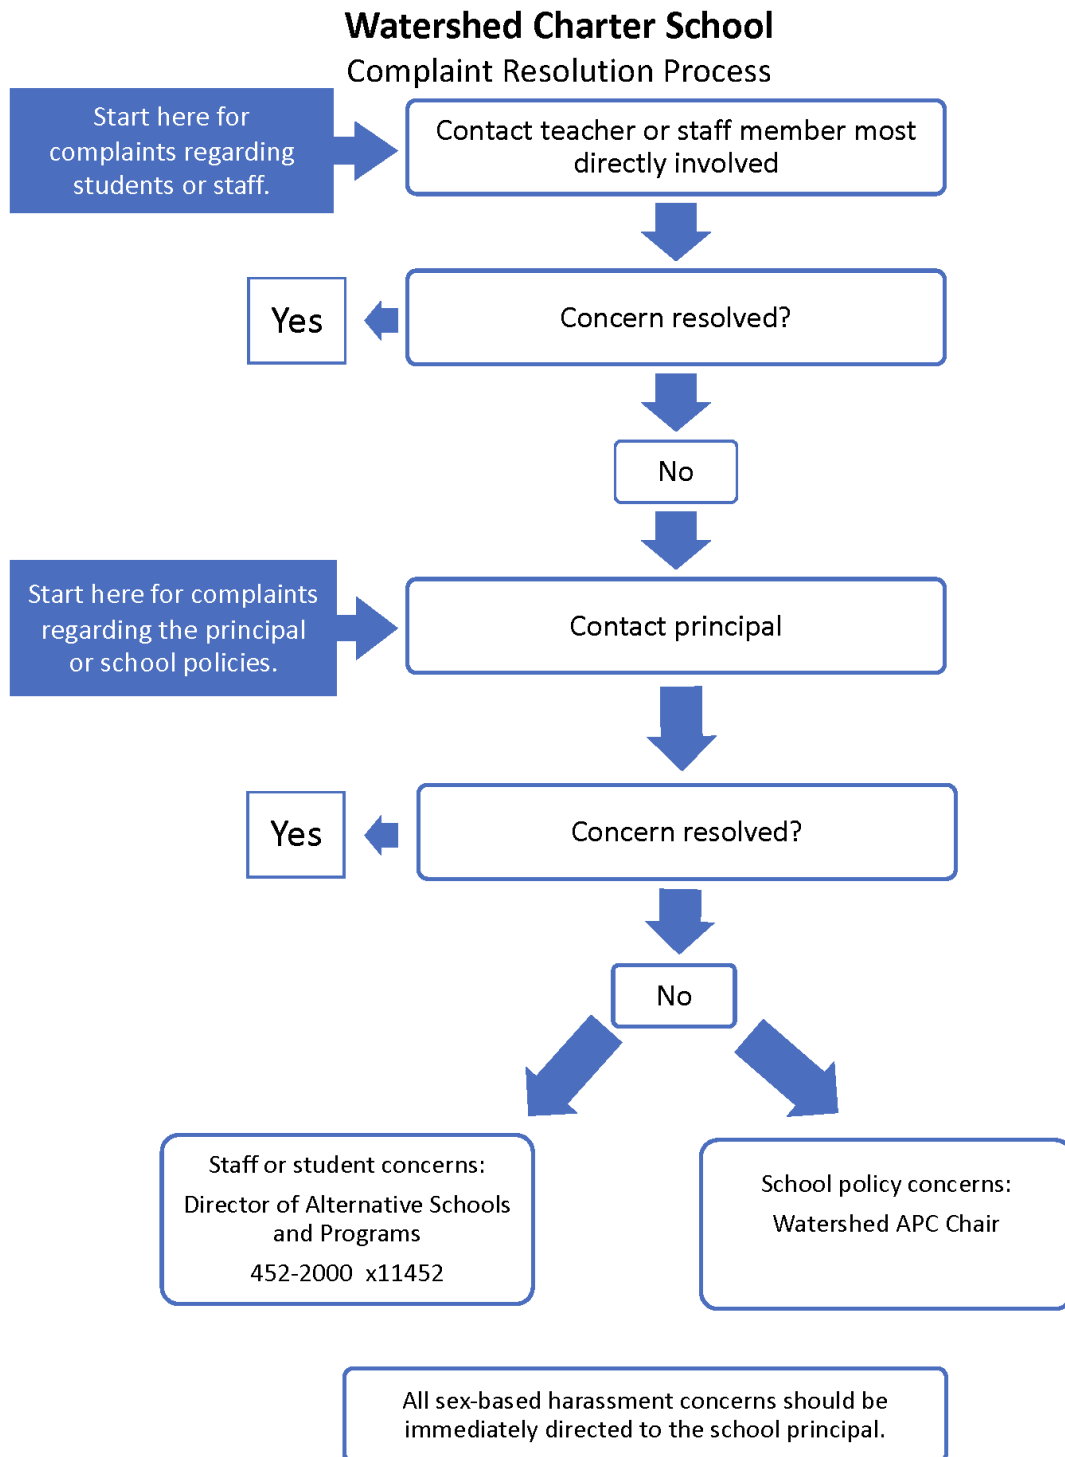 Watershed Charter School
Complaint Resolution Process
Start here for
complaints regarding
students or staff.
Contact teacher or staff member most
directly involved
Yes
Concern resolved?
No
Start here for complaints
regarding the principal
or school policies.
Contact principal
Yes
Concern resolved?
No
Staff or student concerns:
Director of Alternative Schools
and Programs
452-2000  x11452
School policy concerns:
Watershed APC Chair
All sex-based harassment concerns should be
immediately directed to the school principal.